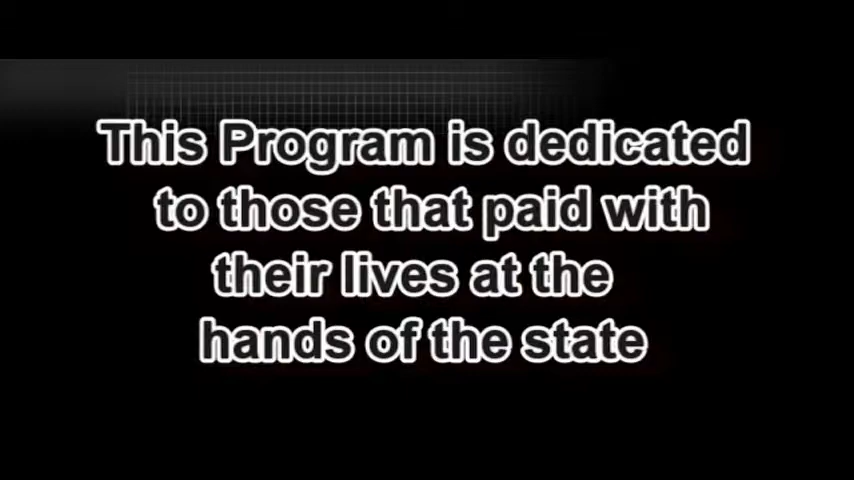 This Program is dedicated
to those that paid with
their lives at the
hands of the state